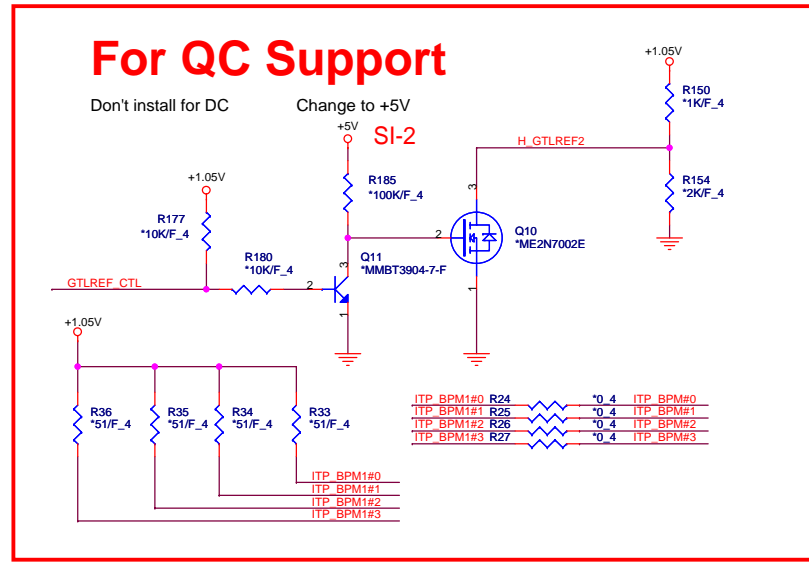 For QC Support
Don't install for DC
Change to +5V
+5V
SI-2
+1.05V
R150
*1K/F_4
H_GTLREF2
R154
*2K/F_4
+1.05V
R185
*100K/F_4
R177
*10K/F_4
3
Q10
*ME2N7002E
2
1
R180
*10K/F_4
Q11
*MMBT3904-7-F
3
2
1
GTLREF_CTL
+1.05V
R36
*51/F_4
R35
*51/F_4
R34
*51/F_4
R33
*51/F_4
ITP_BPM1#0
ITP_BPM1#1
ITP_BPM1#2
ITP_BPM1#3
ITP_BPM1#0 R24 *0_4 ITP_BPM#0
ITP_BPM1#1 R25 *0_4 ITP_BPM#1
ITP_BPM1#2 R26 *0_4 ITP_BPM#2
ITP_BPM1#3 R27 *0_4 ITP_BPM#3